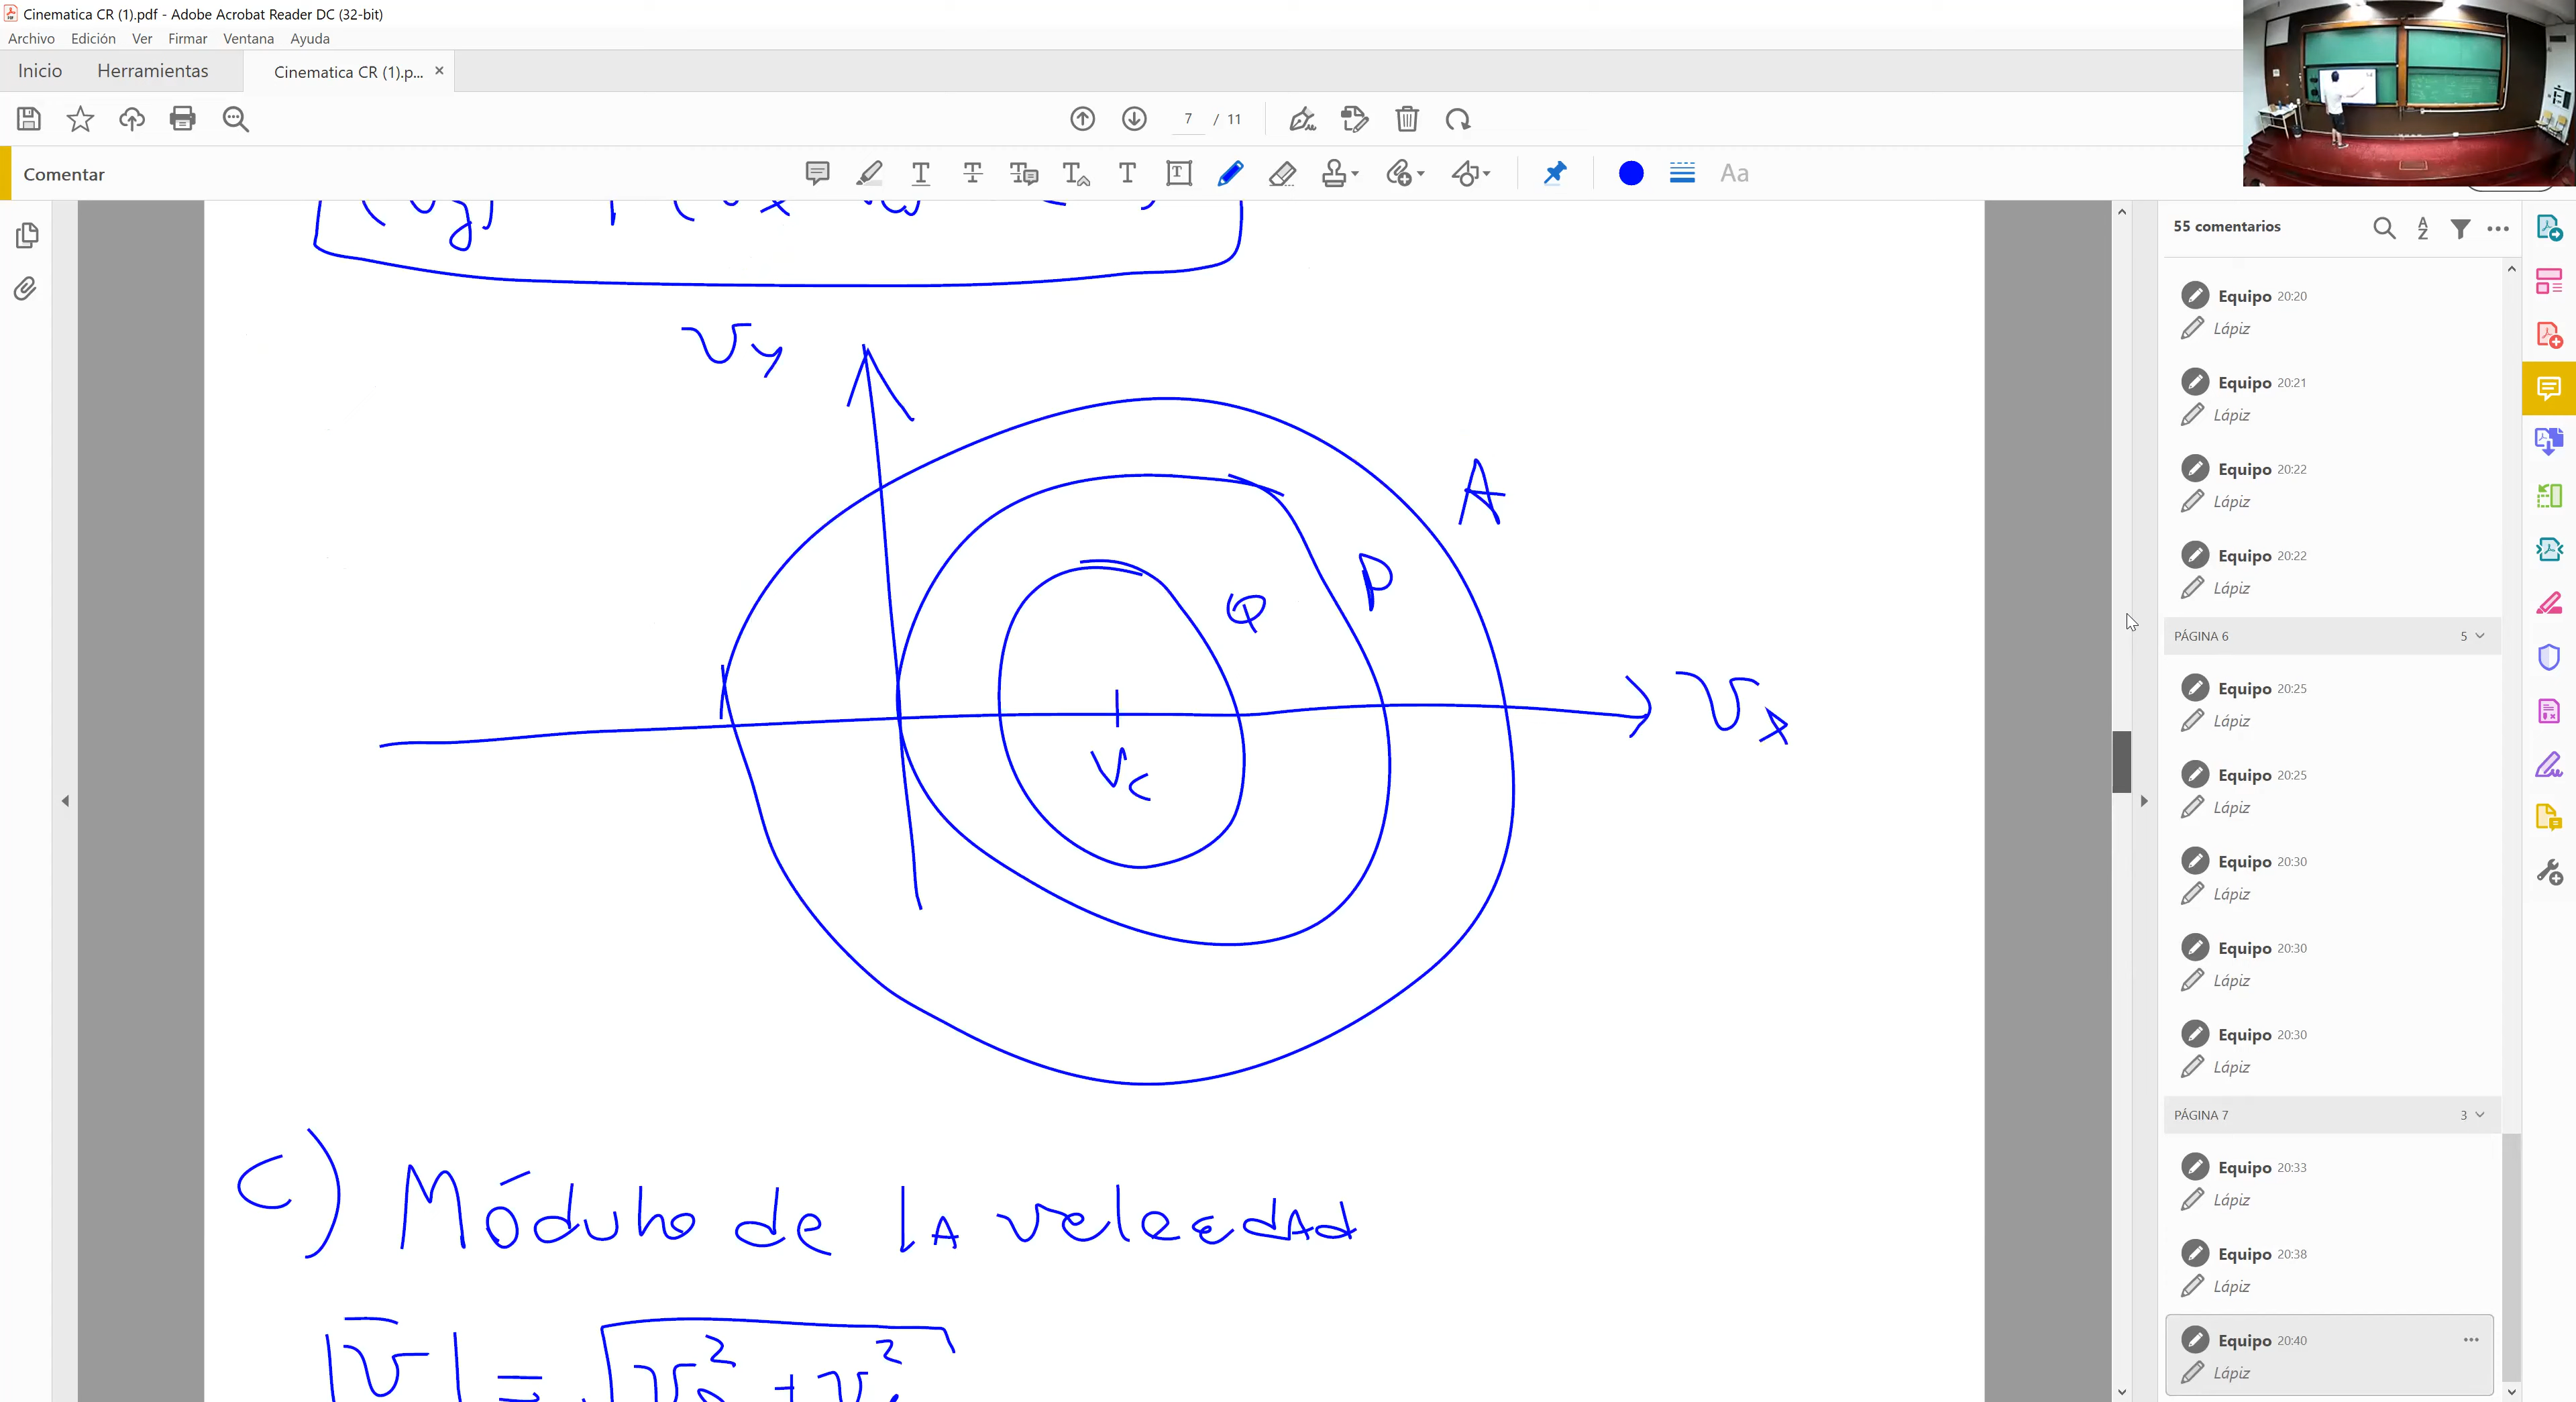 Cinematica CR (1).pdf - Adobe Acrobat Reader DC (32-bit)
Archivo Edición Ver Firmar Ventana Ayuda
Inicio Herramientas Cinematica CR (1).p... ×
7 / 11
Comentar
Aa
55 comentarios
Equipo 20:20
Lápiz
Equipo 20:21
Lápiz
Equipo 20:22
Lápiz
Equipo 20:22
Lápiz
PÁGINA 6 5
Equipo 20:25
Lápiz
Equipo 20:25
Lápiz
Equipo 20:30
Lápiz
Equipo 20:30
Lápiz
Equipo 20:30
Lápiz
PÁGINA 7 3
Equipo 20:33
Lápiz
Equipo 20:38
Lápiz
Equipo 20:40
Lápiz
Vy
A
P
φ
Vx
Vc
C) Módulo de la velocidad